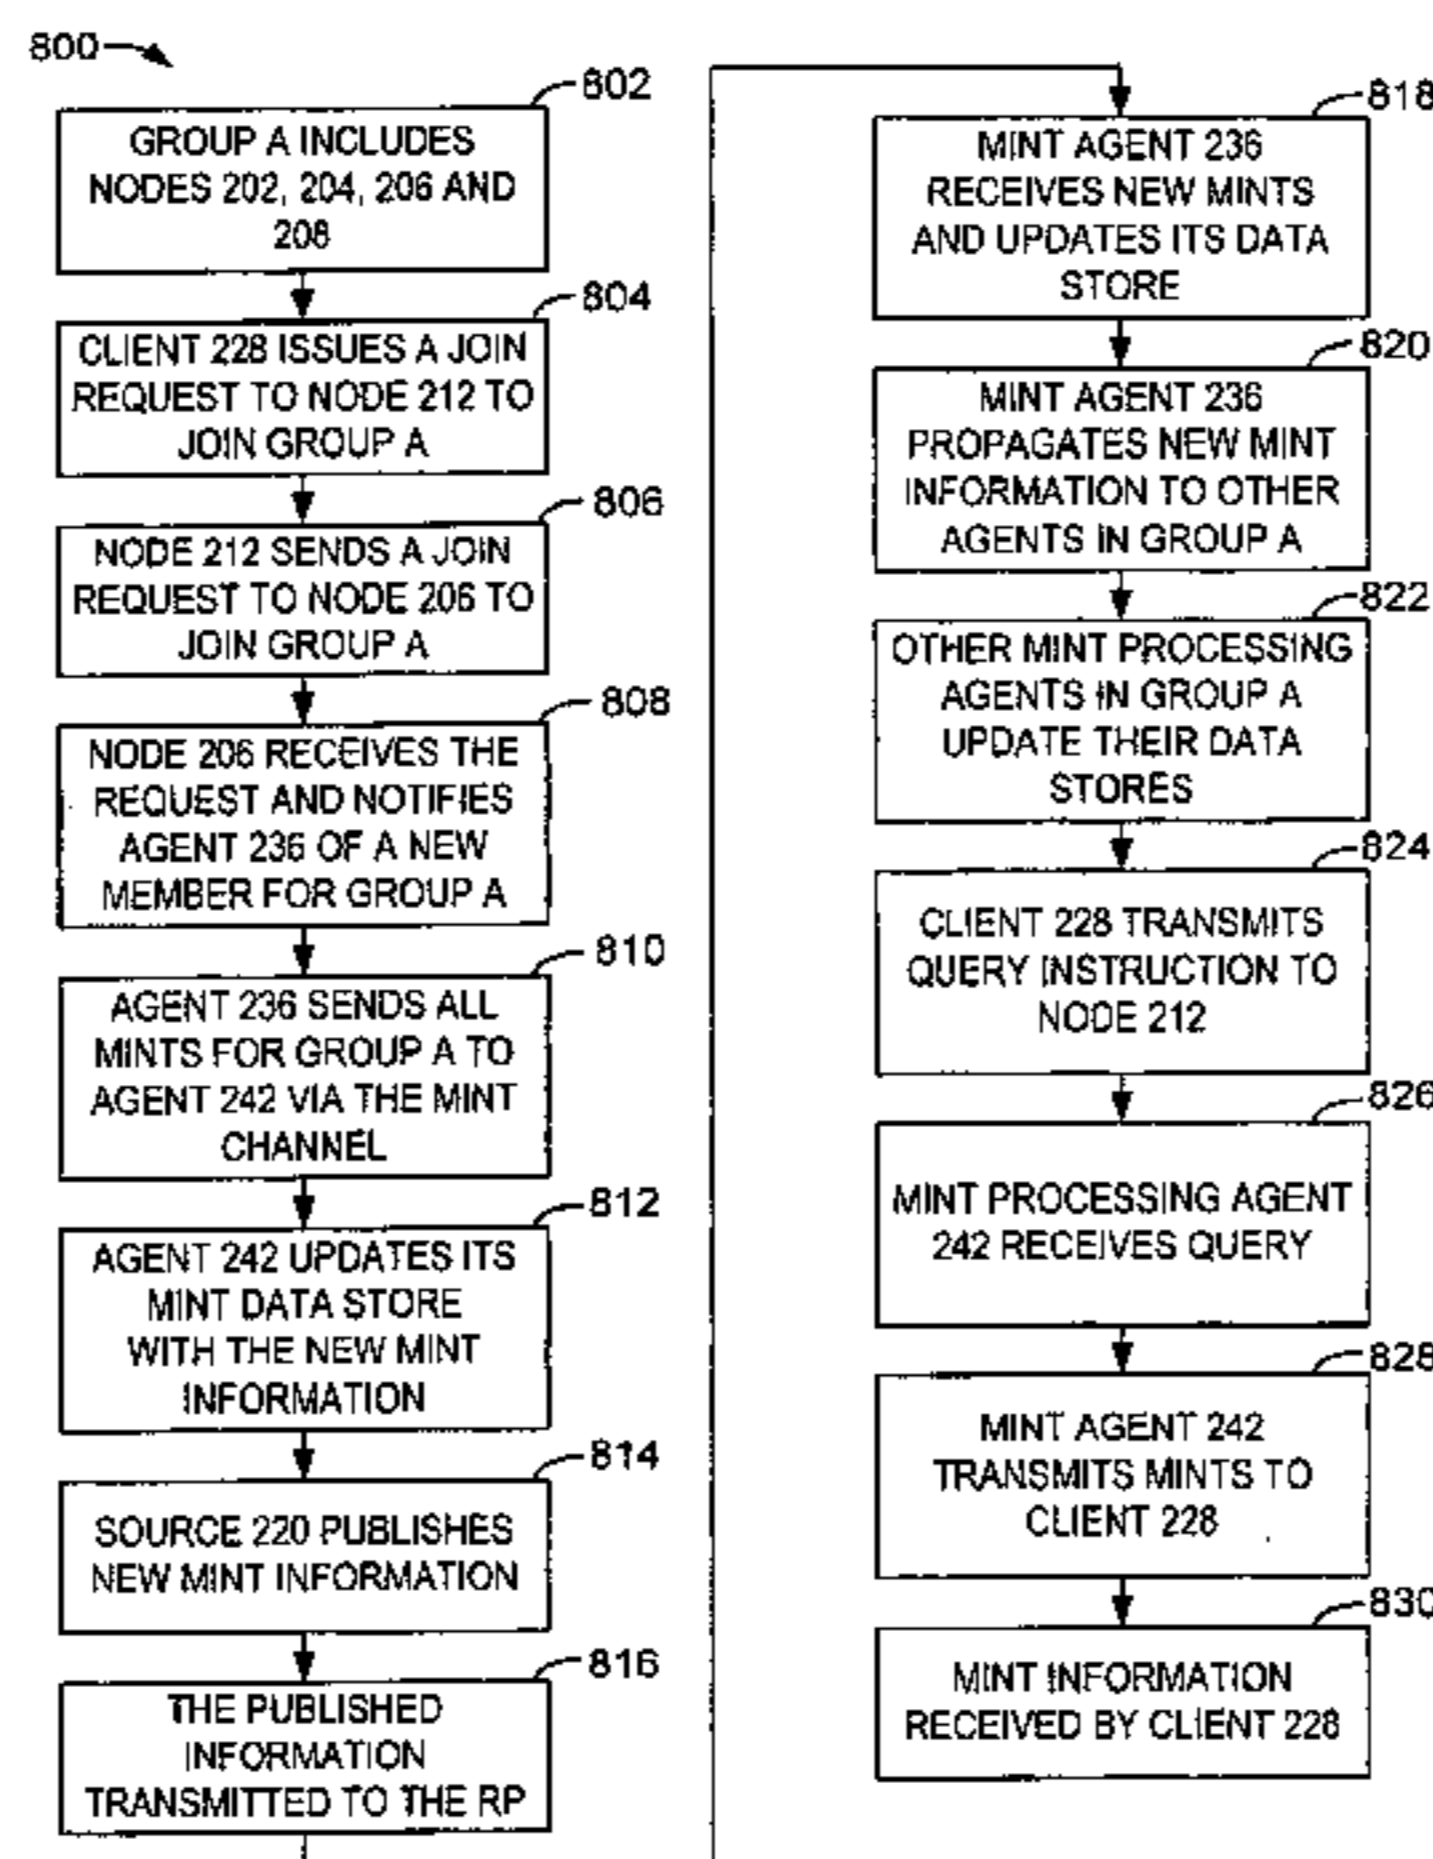 800
802
GROUP A INCLUDES
NODES 202, 204, 206 AND
208
804
CLIENT 228 ISSUES A JOIN
REQUEST TO NODE 212 TO
JOIN GROUP A
806
NODE 212 SENDS A JOIN
REQUEST TO NODE 206 TO
JOIN GROUP A
808
NODE 206 RECEIVES THE
REQUEST AND NOTIFIES
AGENT 236 OF A NEW
MEMBER FOR GROUP A
810
AGENT 236 SENDS ALL
MINTS FOR GROUP A TO
AGENT 242 VIA THE MINT
CHANNEL
812
AGENT 242 UPDATES ITS
MINT DATA STORE
WITH THE NEW MINT
INFORMATION
814
SOURCE 220 PUBLISHES
NEW MINT INFORMATION
816
THE PUBLISHED
INFORMATION
TRANSMITTED TO THE RP
818
MINT AGENT 236
RECEIVES NEW MINTS
AND UPDATES ITS DATA
STORE
820
MINT AGENT 236
PROPAGATES NEW MINT
INFORMATION TO OTHER
AGENTS IN GROUP A
822
OTHER MINT PROCESSING
AGENTS IN GROUP A
UPDATE THEIR DATA
STORES
824
CLIENT 228 TRANSMITS
QUERY INSTRUCTION TO
NODE 212
826
MINT PROCESSING AGENT
242 RECEIVES QUERY
828
MINT AGENT 242
TRANSMITS MINTS TO
CLIENT 228
830
MINT INFORMATION
RECEIVED BY CLIENT 228